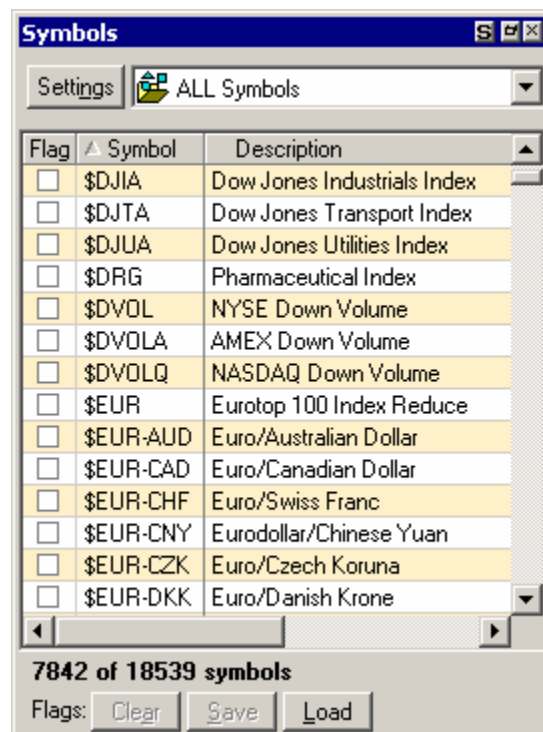 Symbols S
Settings ALL Symbols
Flag Symbol Description
$DJIA Dow Jones Industrials Index
$DJTA Dow Jones Transport Index
$DJUA Dow Jones Utilities Index
$DRG Pharmaceutical Index
$DVOL NYSE Down Volume
$DVOLA AMEX Down Volume
$DVOLQ NASDAQ Down Volume
$EUR Eurotop 100 Index Reduce
$EUR-AUD Euro/Australian Dollar
$EUR-CAD Euro/Canadian Dollar
$EUR-CHF Euro/Swiss Franc
$EUR-CNY Eurodollar/Chinese Yuan
$EUR-CZK Euro/Czech Koruna
$EUR-DKK Euro/Danish Krone
7842 of 18539 symbols
Flags: Clear Save Load